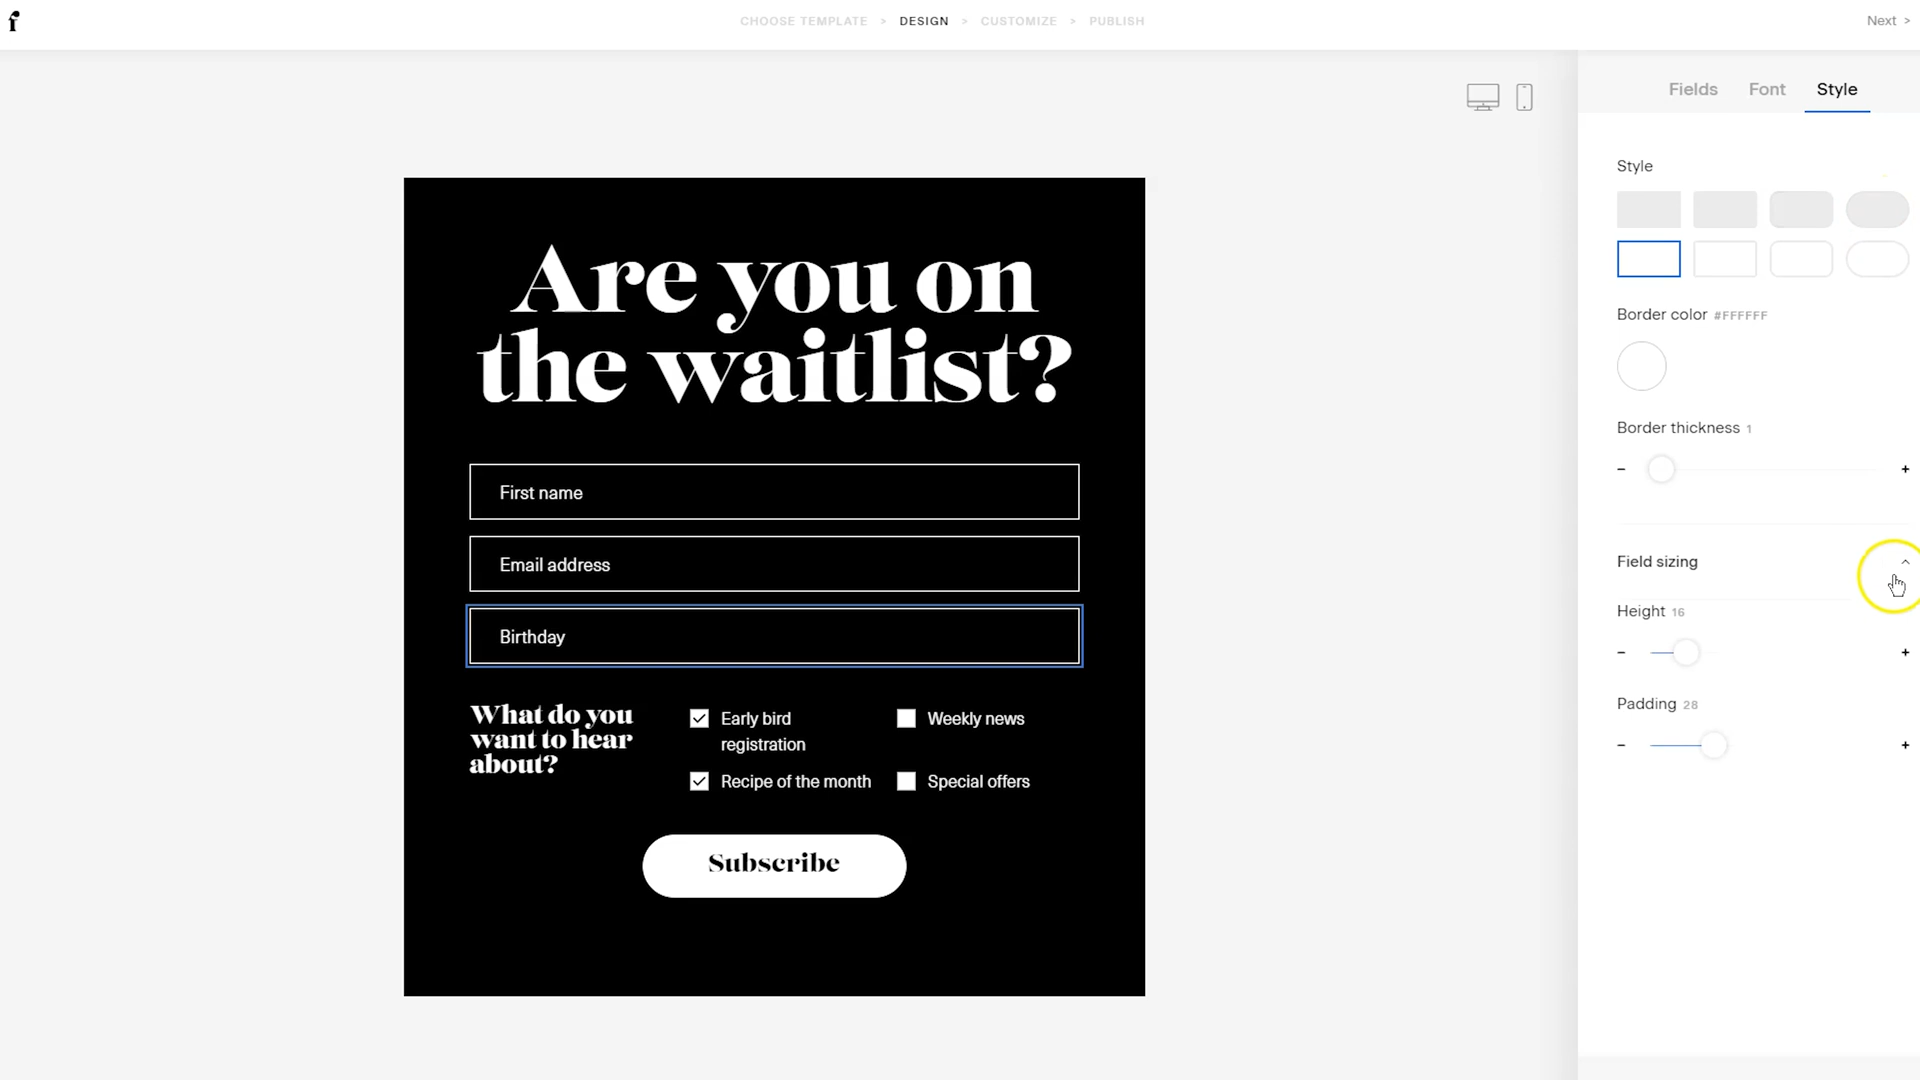 f
CHOOSE TEMPLATE > DESIGN > CUSTOMIZE > PUBLISH
Next >
Fields Font Style
Style
Border color #FFFFFF
Border thickness 1
- +
Field sizing
Height 16
- +
Padding 28
- +
Are you on
the waitlist?
First name
Email address
Birthday
What do you
want to hear
about?
Early bird
registration
Weekly news
Recipe of the month
Special offers
Subscribe